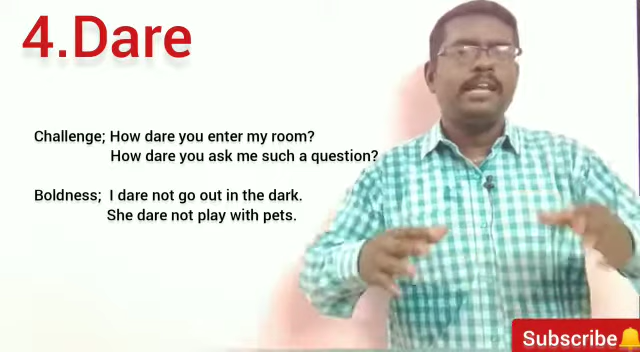 4.Dare
Challenge; How dare you enter my room?
How dare you ask me such a question?
Boldness; I dare not go out in the dark.
She dare not play with pets.
Subscribe